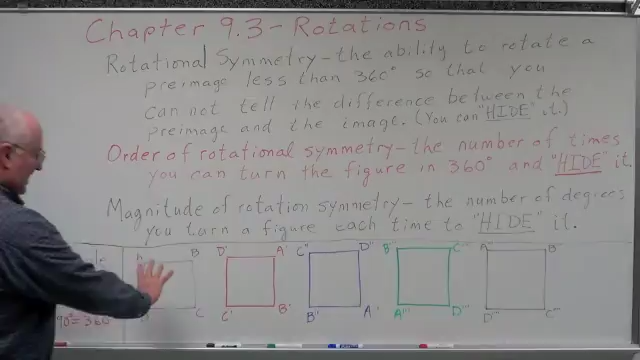 Chapter 9.3 - Rotations
Rotational Symmetry - the ability to rotate a
preimage less than 360° so that you
can not tell the difference between the
preimage and the image. (You can "HIDE" it.)
Order of rotational symmetry - the number of times
you can turn the figure in 360° and "HIDE" it.
Magnitude of rotation symmetry - the number of degrees
you turn a figure each time to "HIDE" it.
B D' A' C'' D'' B''' C''' A'''' B''''
90° = 360° C C' B' B'' A'' A''' D''' D'''' C''''